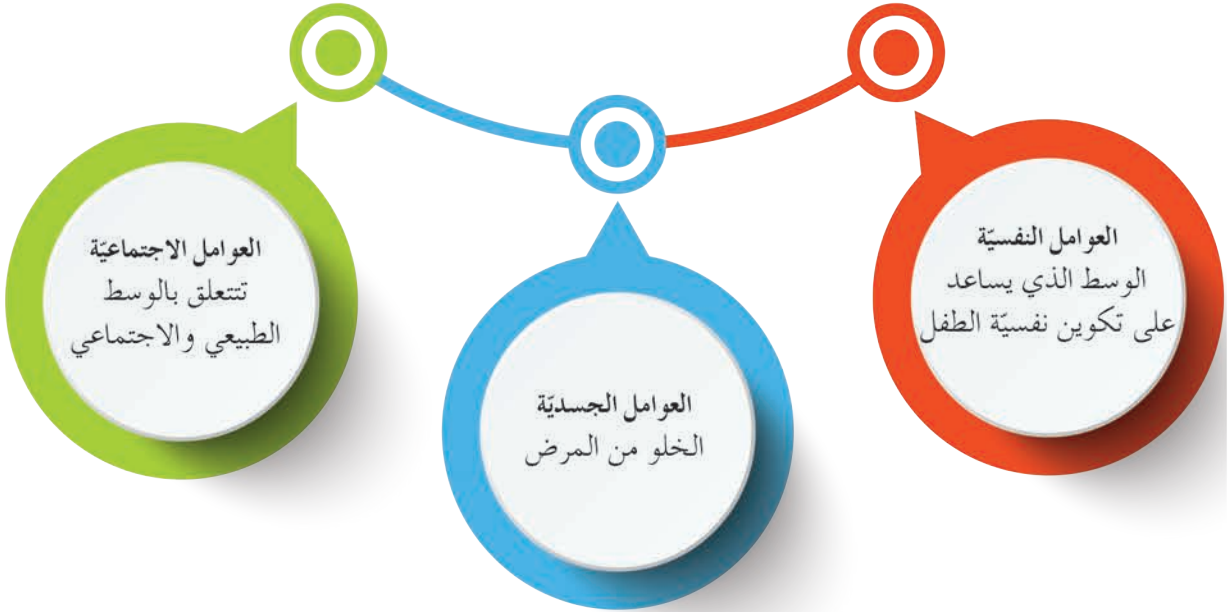 العوامل النفسيّة
الوسط الذي يساعد
على تكوين نفسيّة الطفل
العوامل الجسديّة
الخلو من المرض
العوامل الاجتماعيّة
تتعلق بالوسط
الطبيعي والاجتماعي